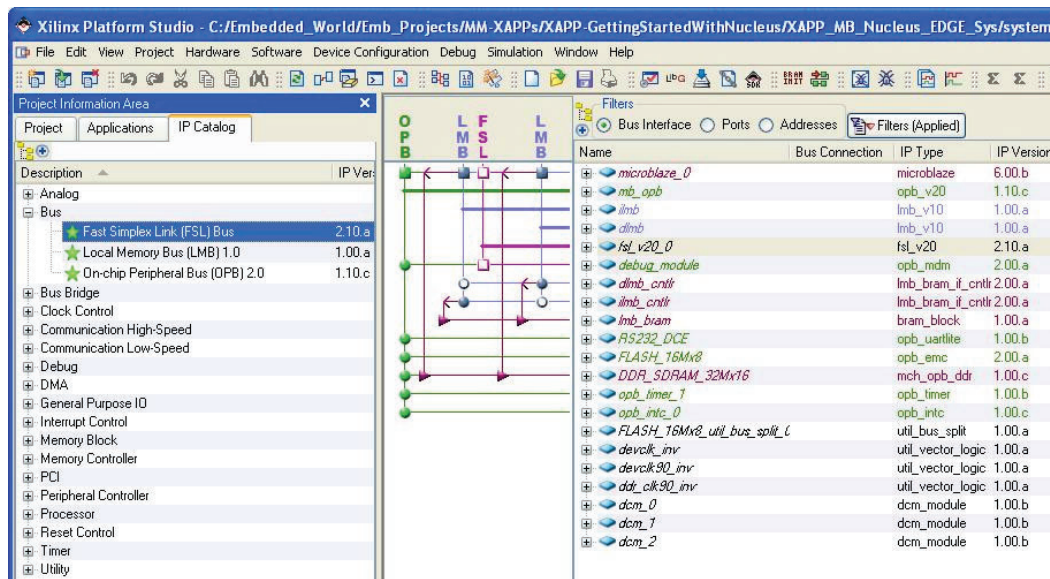 Xilinx Platform Studio - C:/Embedded_World/Emb_Projects/MM-XAPPs/XAPP-GettingStartedWithNucleus/XAPP_MB_Nucleus_EDGE_Sys/system
File Edit View Project Hardware Software Device Configuration Debug Simulation Window Help
Project Information Area
Project Applications IP Catalog
Description IP Ver
Analog
Bus
Fast Simplex Link (FSL) Bus 2.10.a
Local Memory Bus (LMB) 1.0 1.00.a
On-chip Peripheral Bus (OPB) 2.0 1.10.c
Bus Bridge
Clock Control
Communication High-Speed
Communication Low-Speed
Debug
DMA
General Purpose IO
Interrupt Control
Memory Block
Memory Controller
PCI
Peripheral Controller
Processor
Reset Control
Timer
Utility
OPB LMB FSL LMB
Filters
Bus Interface Ports Addresses Filters (Applied)
Name Bus Connection IP Type IP Version
microblaze_0 microblaze 6.00.b
mb_opb opb_v20 1.10.c
ilmb lmb_v10 1.00.a
dlmb lmb_v10 1.00.a
fsl_v20_0 fsl_v20 2.10.a
debug_module opb_mdm 2.00.a
dlmb_cntlr lmb_bram_if_cntlr 2.00.a
ilmb_cntlr lmb_bram_if_cntlr 2.00.a
lmb_bram bram_block 1.00.a
RS232_DCE opb_uartlite 1.00.b
FLASH_16Mx8 opb_emc 2.00.a
DDR_SDRAM_32Mx16 mch_opb_ddr 1.00.c
opb_timer_1 opb_timer 1.00.b
opb_intc_0 opb_intc 1.00.c
FLASH_16Mx8_util_bus_split_ util_bus_split 1.00.a
devclk_inv util_vector_logic 1.00.a
devclk90_inv util_vector_logic 1.00.a
ddr_clk90_inv util_vector_logic 1.00.a
dcm_0 dcm_module 1.00.b
dcm_1 dcm_module 1.00.b
dcm_2 dcm_module 1.00.b